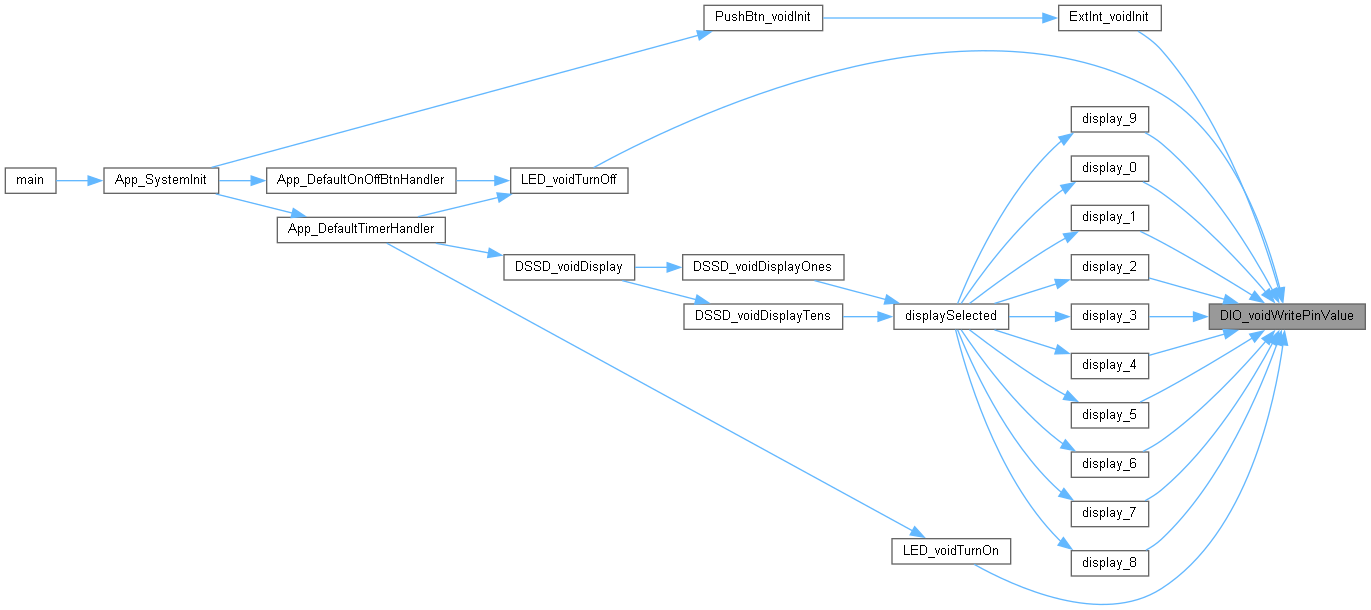 PushBtn_voidInit
ExtInt_voidInit
display_9
display_0
main
App_SystemInit
App_DefaultOnOffBtnHandler
LED_voidTurnOff
display_1
App_DefaultTimerHandler
DSSD_voidDisplay
DSSD_voidDisplayOnes
display_2
DSSD_voidDisplayTens
displaySelected
display_3
DIO_voidWritePinValue
display_4
display_5
display_6
display_7
LED_voidTurnOn
display_8